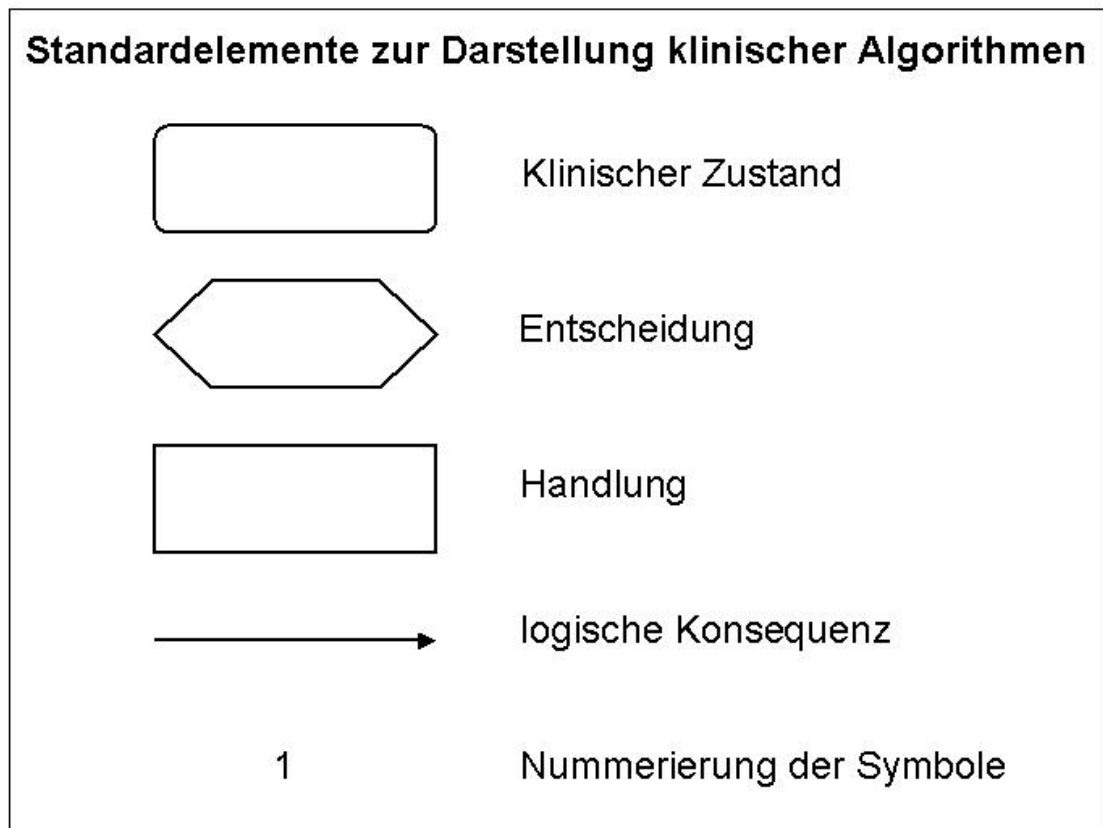 Standardelemente zur Darstellung klinischer Algorithmen
Klinischer Zustand
Entscheidung
Handlung
logische Konsequenz
1 Nummerierung der Symbole